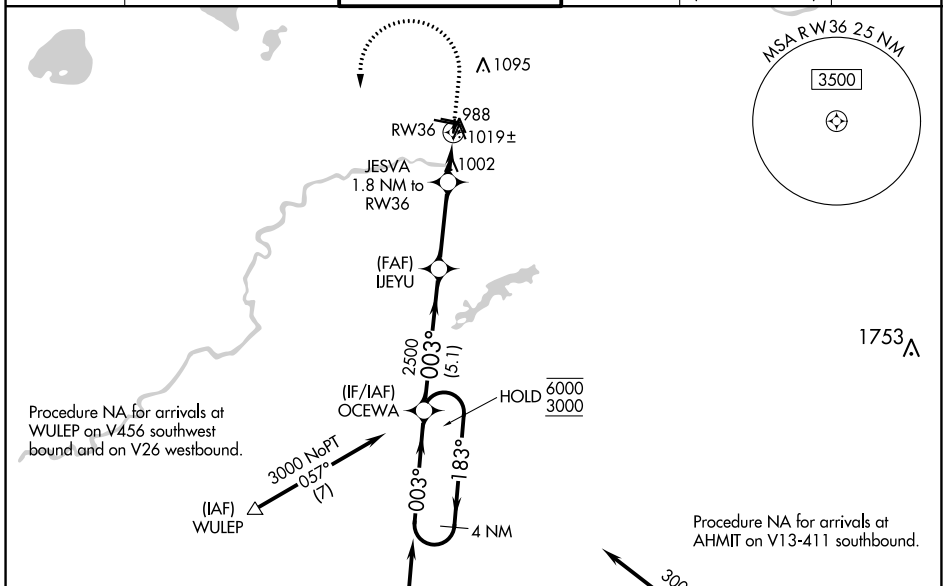 MSA RW36 25 NM
3500
1095
988
RW36
1019±
1002
JESVA
1.8 NM to
RW36
(FAF)
IJEYU
2500
003°
(5.1)
1753
(IF/IAF)
OCEWA
HOLD
6000
3000
Procedure NA for arrivals at
WULEP on V456 southwest
bound and on V26 westbound.
3000 NoPT
057°
(7)
(IAF)
WULEP
003°
183°
4 NM
Procedure NA for arrivals at
AHMIT on V13-411 southbound.